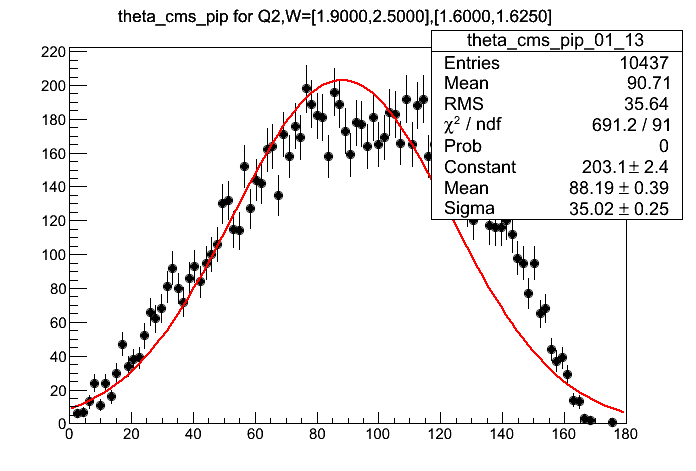 theta_cms_pip for Q2,W=[1.9000,2.5000],[1.6000,1.6250]
theta_cms_pip_01_13
Entries 10437
Mean 90.71
RMS 35.64
χ² / ndf 691.2 / 91
Prob 0
Constant 203.1 ± 2.4
Mean 88.19 ± 0.39
Sigma 35.02 ± 0.25
220
200
180
160
140
120
100
80
60
40
20
0
0 20 40 60 80 100 120 140 160 180